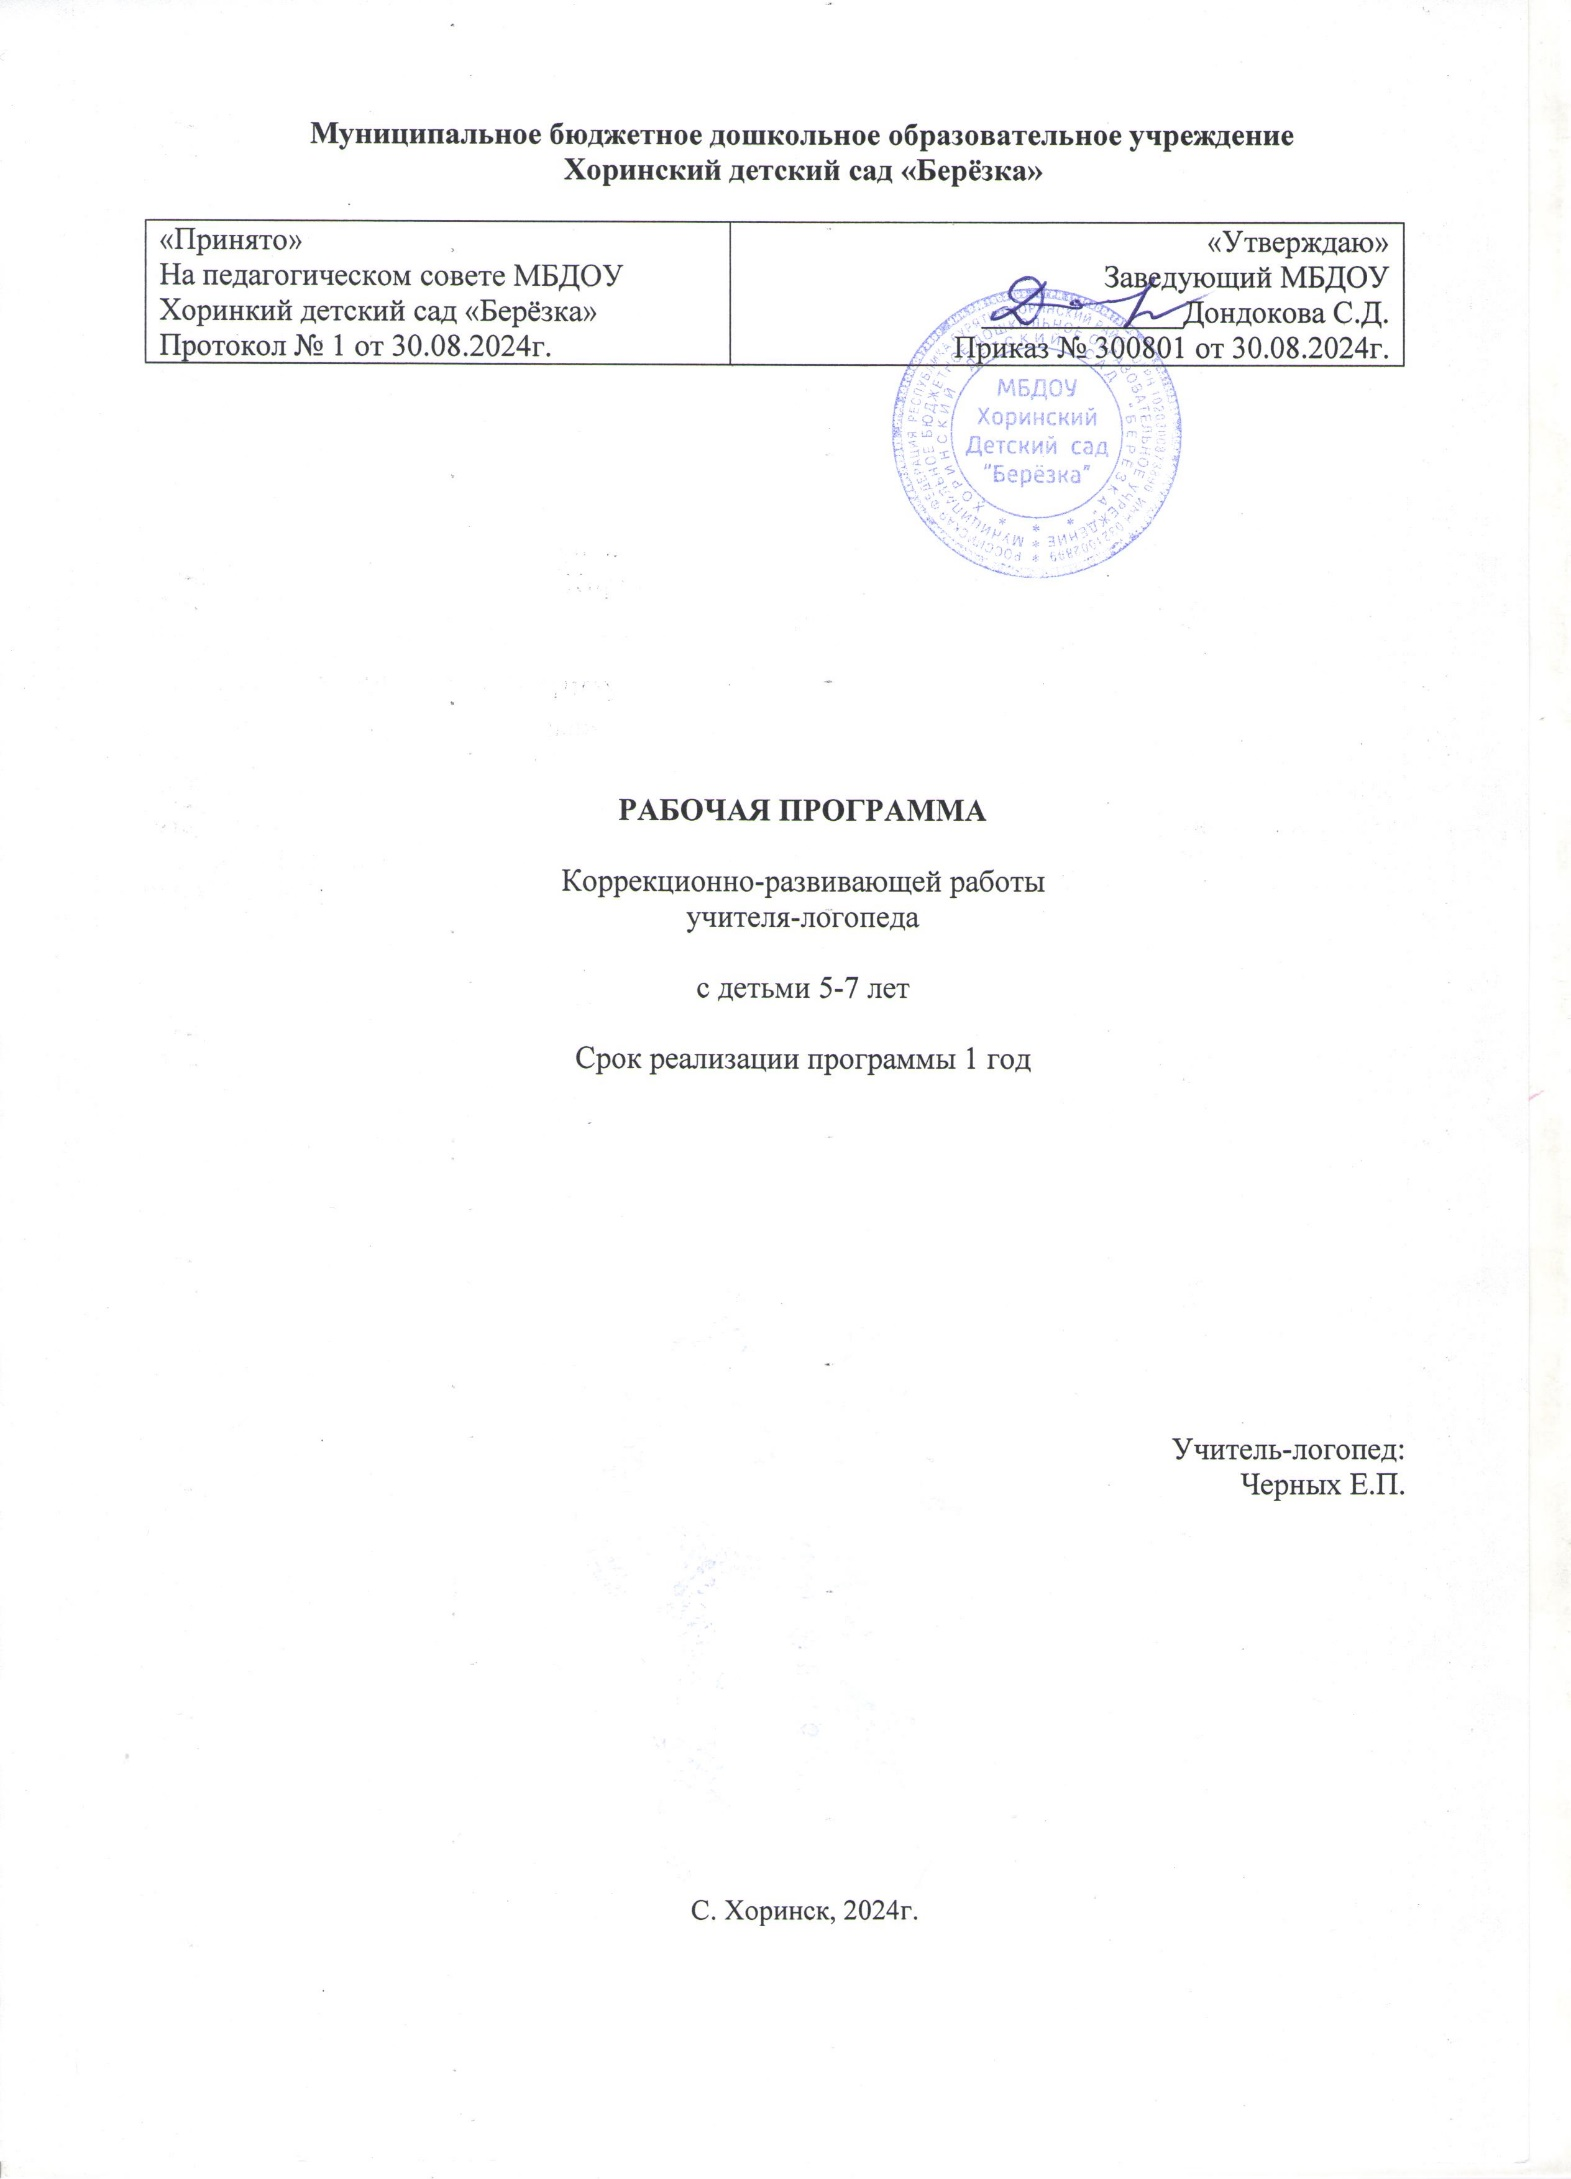 Муниципальное бюджетное дошкольное образовательное учреждение
Хоринский детский сад «Берёзка»
«Принято»
На педагогическом совете МБДОУ
Хоринкий детский сад «Берёзка»
Протокол № 1 от 30.08.2024г.
«Утверждаю»
Заведующий МБДОУ
Дондокова С.Д.
Приказ № 300801 от 30.08.2024г.
МБДОУ
Хоринский
Детский сад
"Берёзка"
РАБОЧАЯ ПРОГРАММА
Коррекционно-развивающей работы
учителя-логопеда
с детьми 5-7 лет
Срок реализации программы 1 год
Учитель-логопед:
Черных Е.П.
С. Хоринск, 2024г.